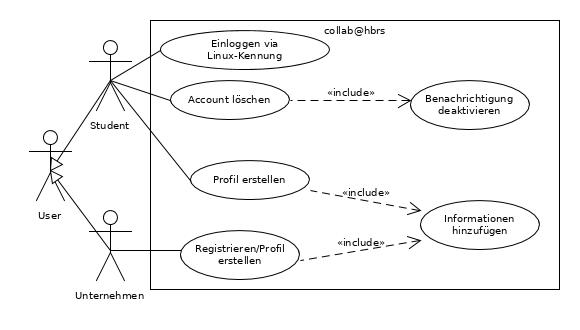 collab@hbrs
Einloggen via
Linux-Kennung
Account löschen
«include»
Benachrichtigung
deaktivieren
Student
Profil erstellen
«include»
User
Informationen
hinzufügen
Registrieren/Profil
erstellen
«include»
Unternehmen